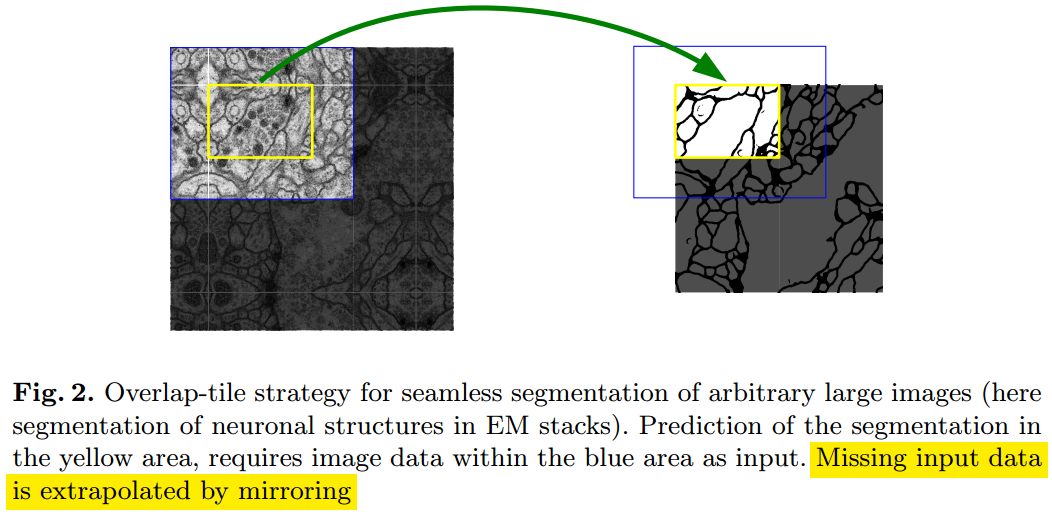 Fig. 2. Overlap-tile strategy for seamless segmentation of arbitrary large images (here
segmentation of neuronal structures in EM stacks). Prediction of the segmentation in
the yellow area, requires image data within the blue area as input. Missing input data
is extrapolated by mirroring